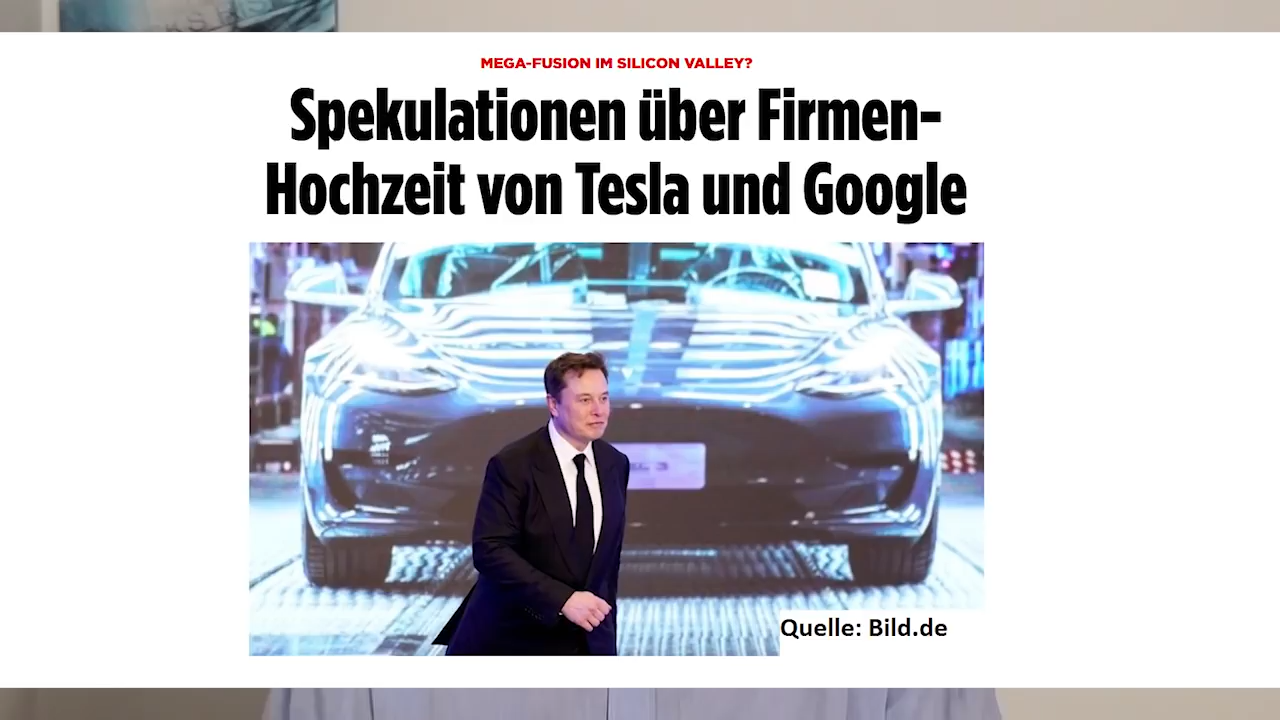 MEGA-FUSION IM SILICON VALLEY?
Spekulationen über Firmen-
Hochzeit von Tesla und Google
Quelle: Bild.de